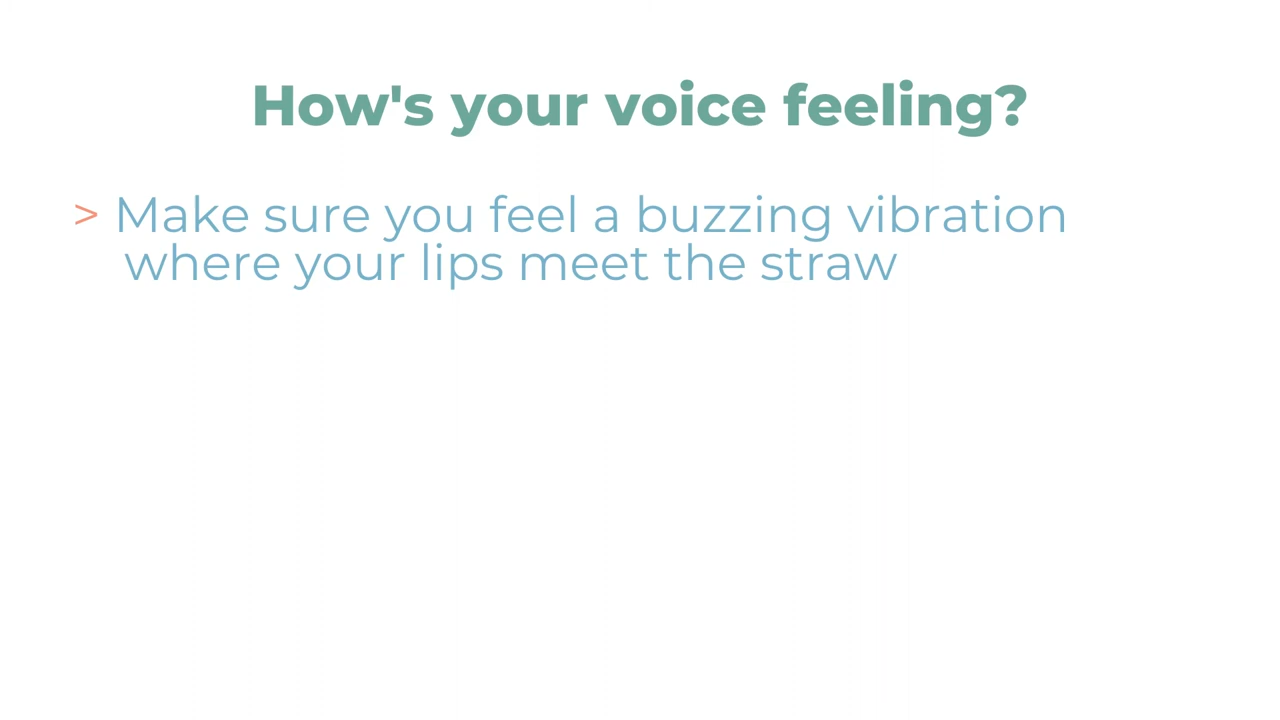 How's your voice feeling?
> Make sure you feel a buzzing vibration
where your lips meet the straw